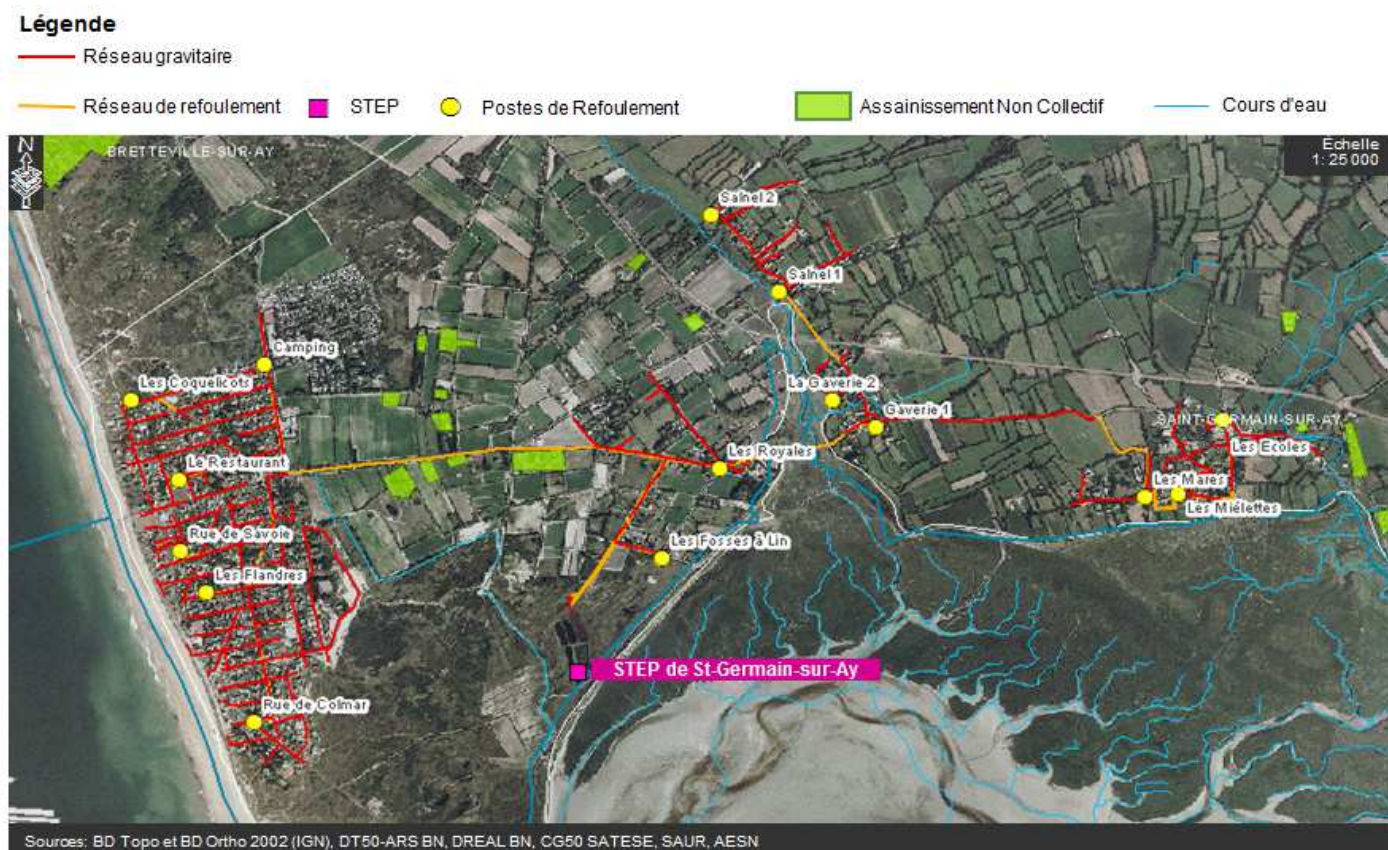 Légende
Réseau gravitaire
Réseau de refoulement
STEP
Postes de Refoulement
Assainissement Non Collectif
Cours d'eau
N
BRETTEVILLE-SUR-AY
Échelle
1: 25 000
Salnel 2
Salnel 1
Camping
Les Coquelicots
La Gaverie 2
Gaverie 1
SAINT-GERMAIN-SUR-AY
Les Ecoles
Le Restaurant
Les Royales
Les Mares
Les Miélettes
Rue de Savoie
Les Fosses à Lin
Les Flandres
STEP de St-Germain-sur-Ay
Rue de Colmar
Sources: BD Topo et BD Ortho 2002 (IGN), DT50-ARS BN, DREAL BN, CG50 SATESE, SAUR, AESN